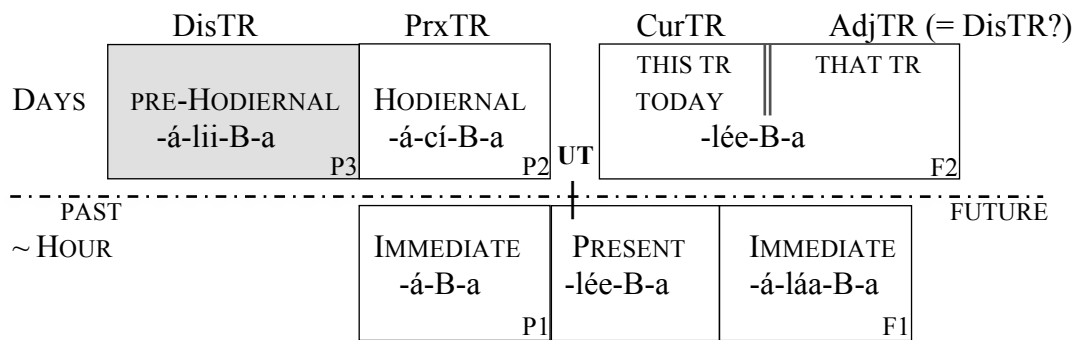 DisTR PrxTR CurTR AdjTR (= DisTR?)
THIS TR THAT TR
DAYS PRE-HODIERNAL HODIERNAL TODAY
-á-lii-B-a -á-cí-B-a -lée-B-a
P3 P2 UT F2
PAST FUTURE
~ HOUR IMMEDIATE PRESENT IMMEDIATE
-á-B-a -lée-B-a -á-láa-B-a
P1 F1